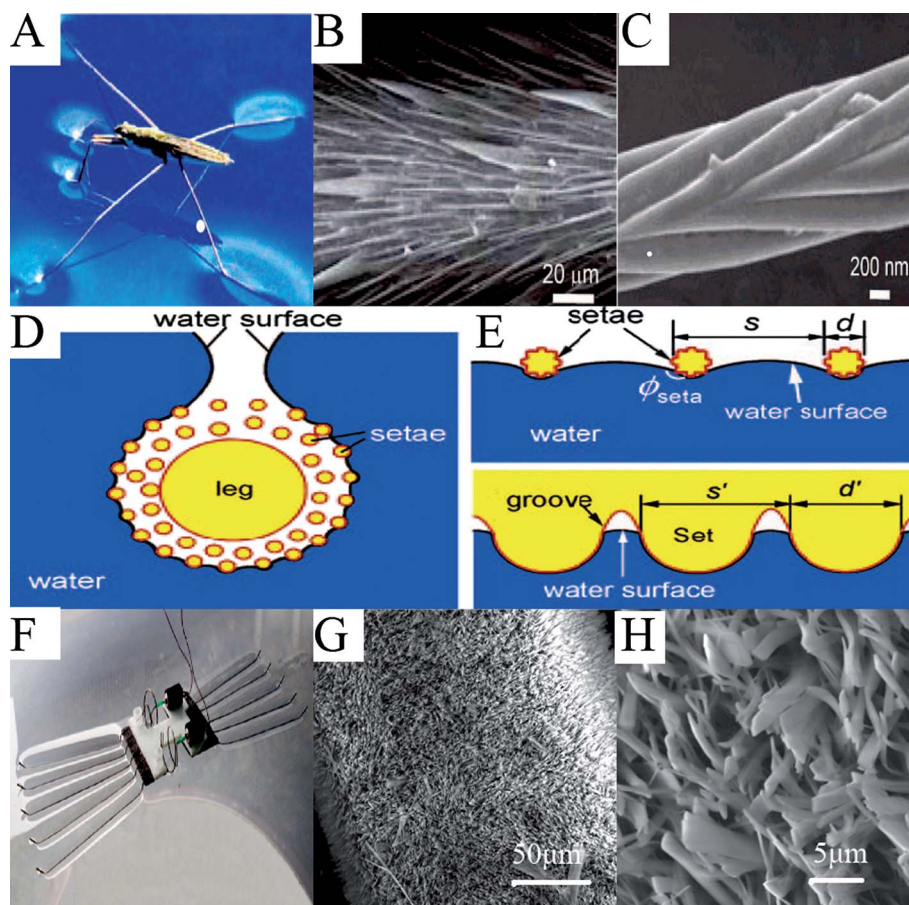 A
B
C
20 μm
200 nm
D
water surface
setae
leg
water
E
setae
s
d
ϕseta
water surface
water
groove
s'
d'
Set
water surface
F
G
H
50μm
5μm